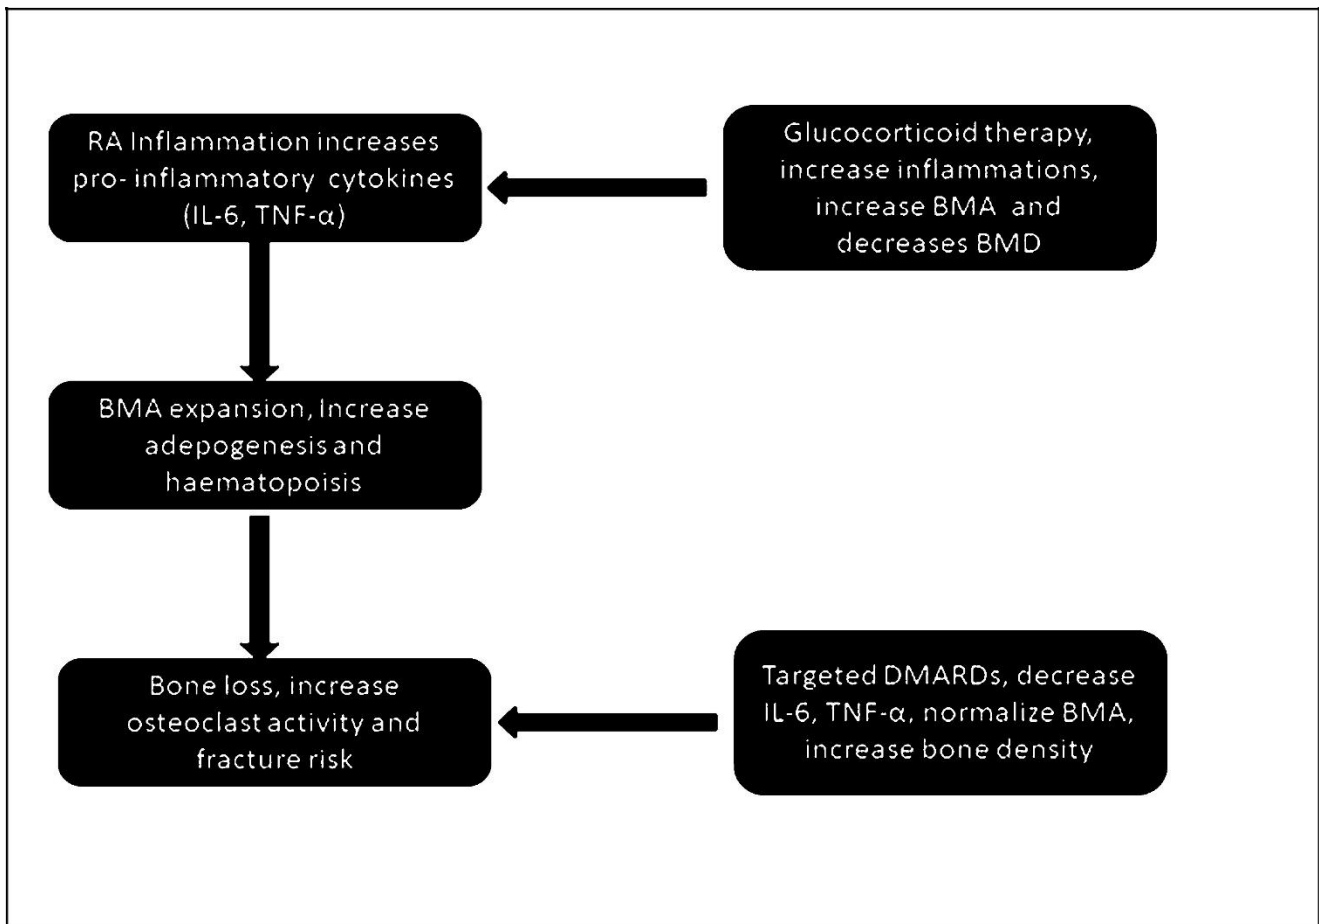 RA Inflammation increases
pro- inflammatory cytokines
(IL-6, TNF-α)
Glucocorticoid therapy,
increase inflammations,
increase BMA and
decreases BMD
BMA expansion, Increase
adepogenesis and
haematopoisis
Bone loss, increase
osteoclast activity and
fracture risk
Targeted DMARDs, decrease
IL-6, TNF-α, normalize BMA,
increase bone density